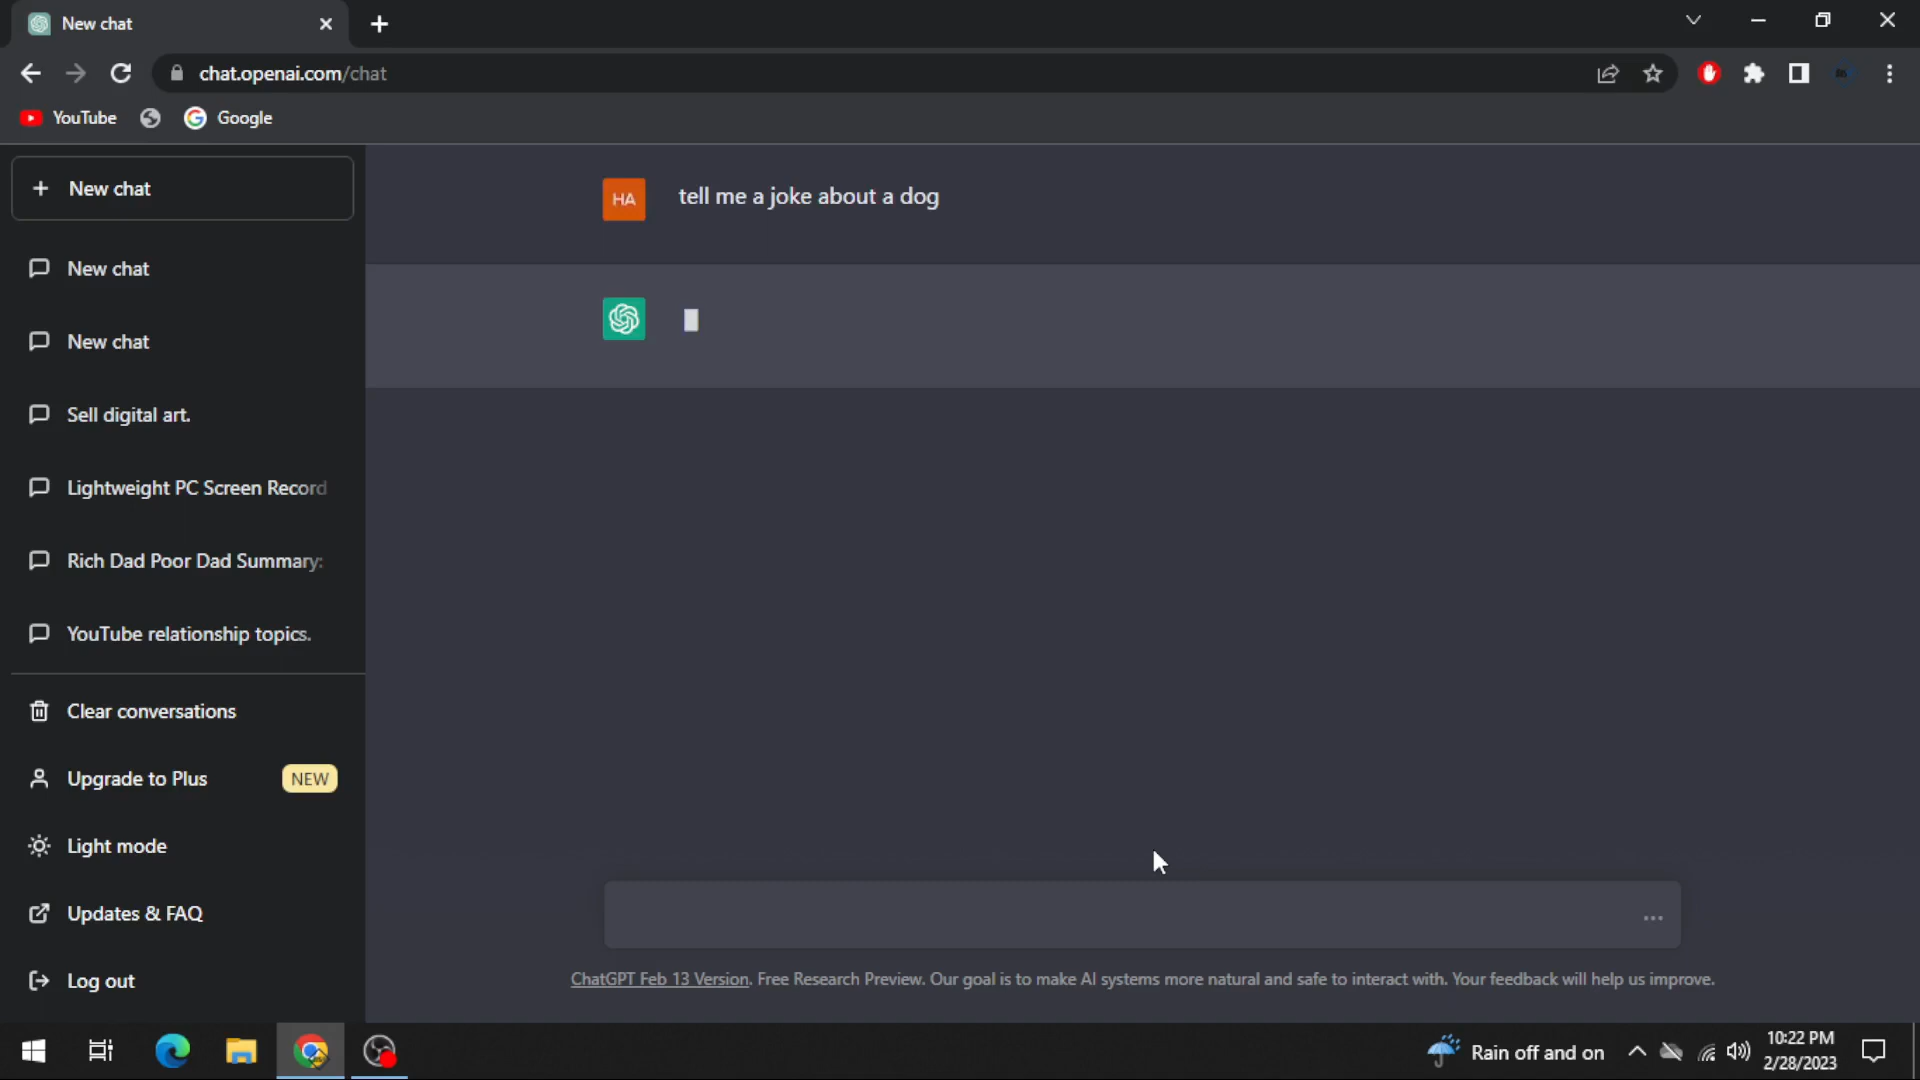 New chat
chat.openai.com/chat
YouTube
Google
New chat
New chat
New chat
Sell digital art.
Lightweight PC Screen Record
Rich Dad Poor Dad Summary:
YouTube relationship topics.
Clear conversations
Upgrade to Plus NEW
Light mode
Updates & FAQ
Log out
HA tell me a joke about a dog
ChatGPT Feb 13 Version. Free Research Preview. Our goal is to make AI systems more natural and safe to interact with. Your feedback will help us improve.
Rain off and on
10:22 PM
2/28/2023